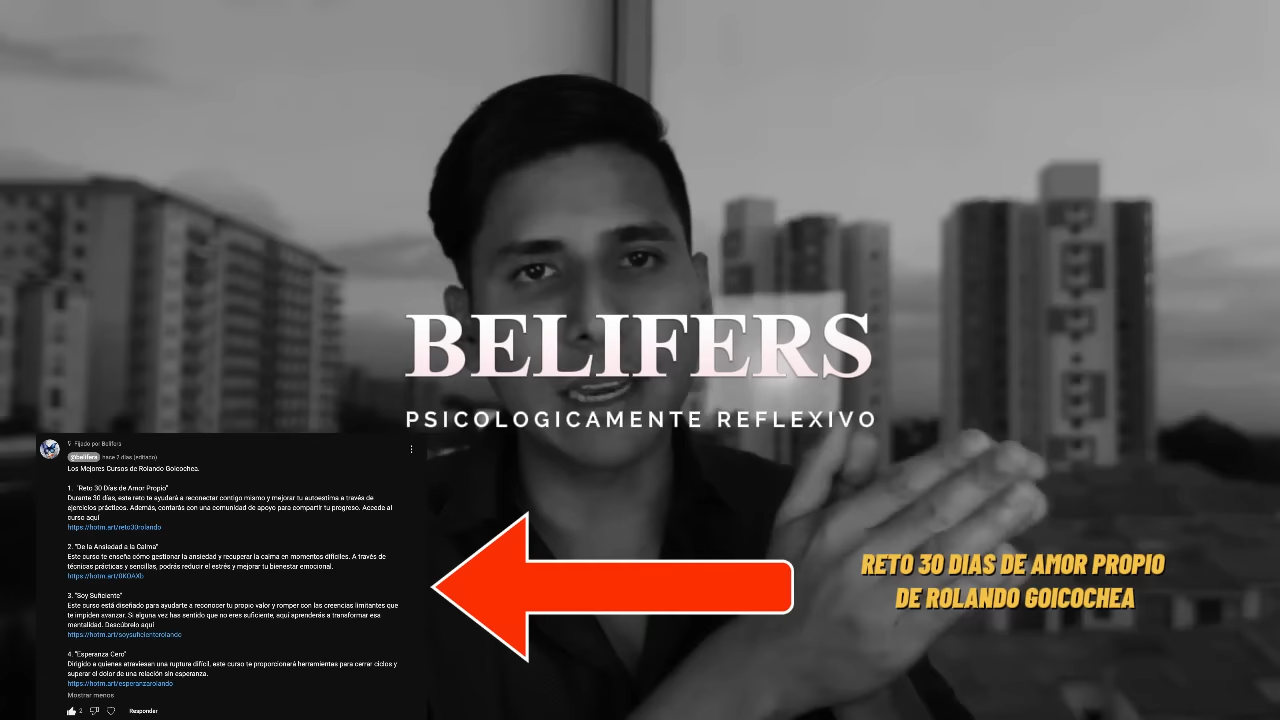 BELIFERS
PSICOLOGICAMENTE REFLEXIVO
Fijado por Belifers
@belifers hace 2 días (editado)
Los Mejores Cursos de Rolando Goicochea.
1. "Reto 30 Días de Amor Propio"
Durante 30 días, este reto te ayudará a reconectar contigo mismo y mejorar tu autoestima a través de
ejercicios prácticos. Además, contarás con una comunidad de apoyo para compartir tu progreso. Accede al
curso aquí
https://hotm.art/reto30rolando
2. "De la Ansiedad a la Calma"
Este curso te enseña cómo gestionar la ansiedad y recuperar la calma en momentos difíciles. A través de
técnicas prácticas y sencillas, podrás reducir el estrés y mejorar tu bienestar emocional.
https://hotm.art/0KOAXb
3. "Soy Suficiente"
Este curso está diseñado para ayudarte a reconocer tu propio valor y romper con las creencias limitantes que
te impiden avanzar. Si alguna vez has sentido que no eres suficiente, aquí aprenderás a transformar esa
mentalidad. Descúbrelo aquí
https://hotm.art/soysuficienterolando
4. "Esperanza Cero"
Dirigido a quienes atraviesan una ruptura difícil, este curso te proporcionará herramientas para cerrar ciclos y
superar el dolor de una relación sin esperanza.
https://hotm.art/esperanzarolando
Mostrar menos
2 Responder
RETO 30 DIAS DE AMOR PROPIO
DE ROLANDO GOICOCHEA